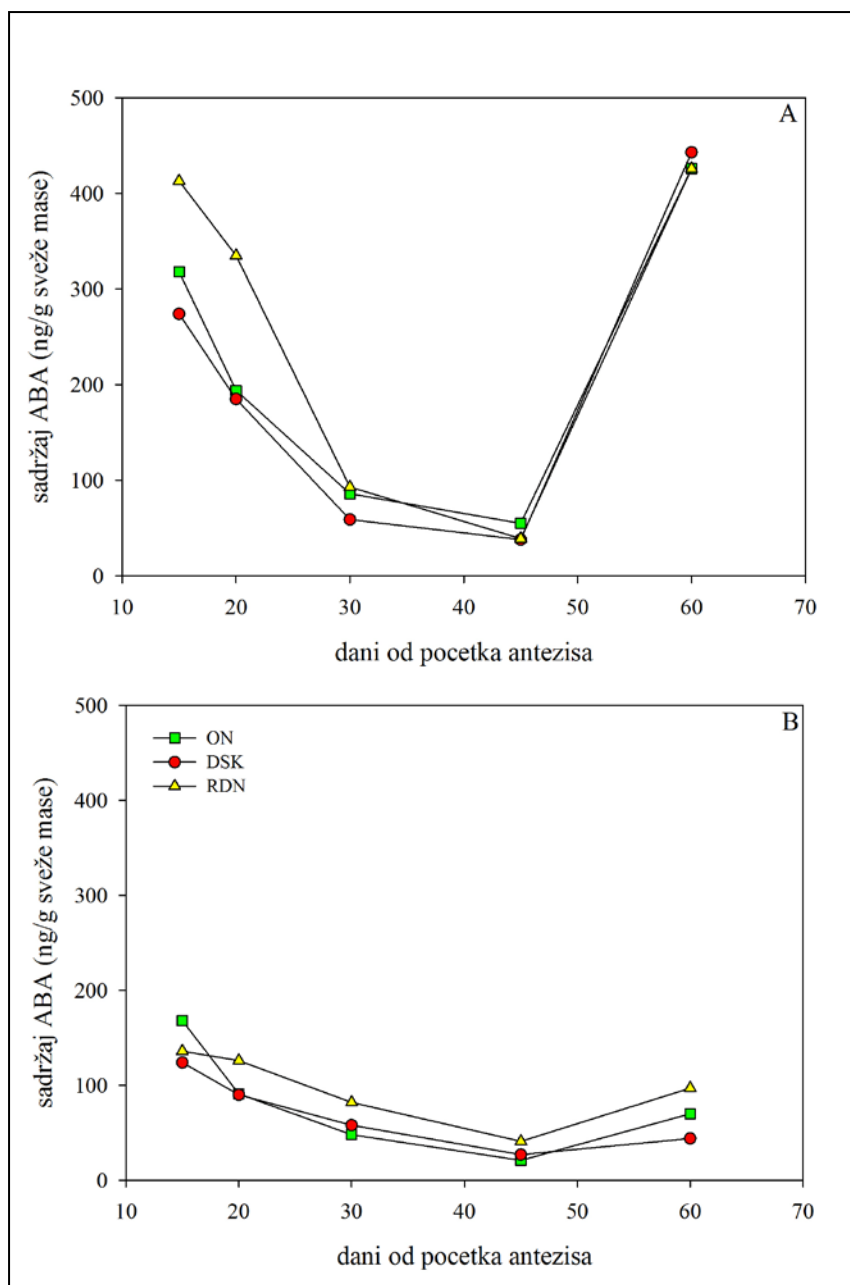 A
500
400
300
200
100
0
sadržaj ABA (ng/g sveže mase)
10 20 30 40 50 60 70
dani od pocetka antezisa
B
500
400
300
200
100
0
ON
DSK
RDN
sadržaj ABA (ng/g sveže mase)
10 20 30 40 50 60 70
dani od pocetka antezisa